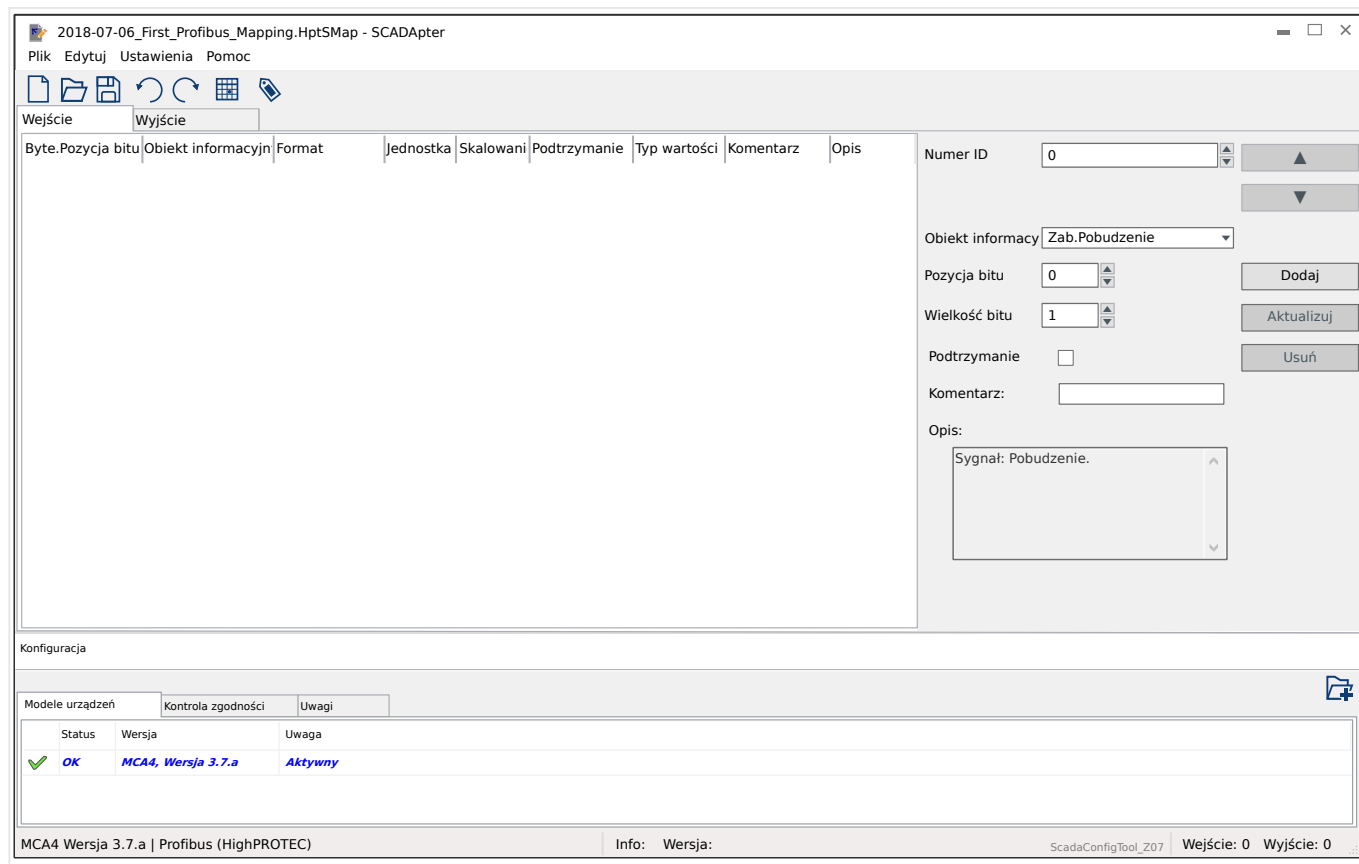 2018-07-06_First_Profibus_Mapping.HptSMap - SCADApter
Plik Edytuj Ustawienia Pomoc
Wejście Wyjście
Byte.Pozycja bitu Obiekt informacyjn Format Jednostka Skalowani Podtrzymanie Typ wartości Komentarz Opis
Numer ID 0
Obiekt informacy Zab.Pobudzenie
Pozycja bitu 0 Dodaj
Wielkość bitu 1 Aktualizuj
Podtrzymanie Usuń
Komentarz:
Opis:
Sygnał: Pobudzenie.
Konfiguracja
Modele urządzeń Kontrola zgodności Uwagi
Status Wersja Uwaga
OK MCA4, Wersja 3.7.a Aktywny
MCA4 Wersja 3.7.a | Profibus (HighPROTEC) Info: Wersja: ScadaConfigTool_Z07 Wejście: 0 Wyjście: 0